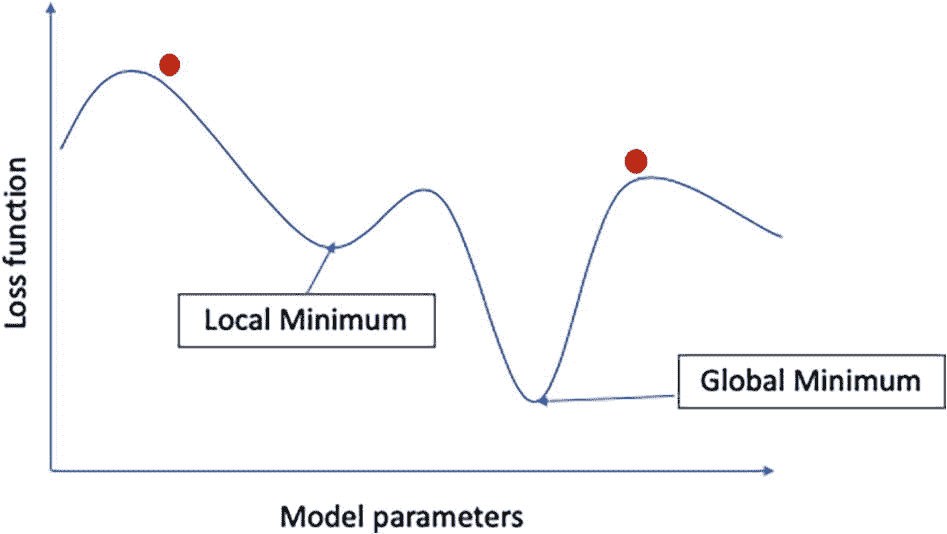 Loss function
Local Minimum
Global Minimum
Model parameters